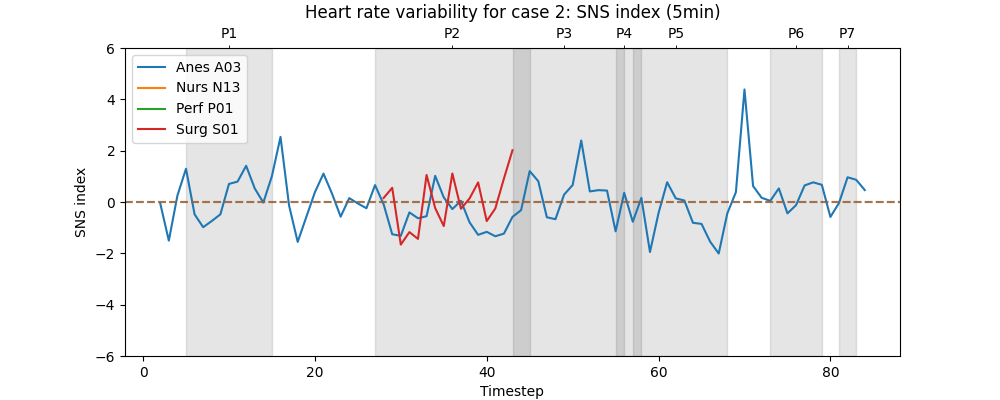 Heart rate variability for case 2: SNS index (5min)
P1 P2 P3 P4 P5 P6 P7
Anes A03
Nurs N13
Perf P01
Surg S01
SNS index
6
4
2
0
−2
−4
−6
0 20 40 60 80
Timestep